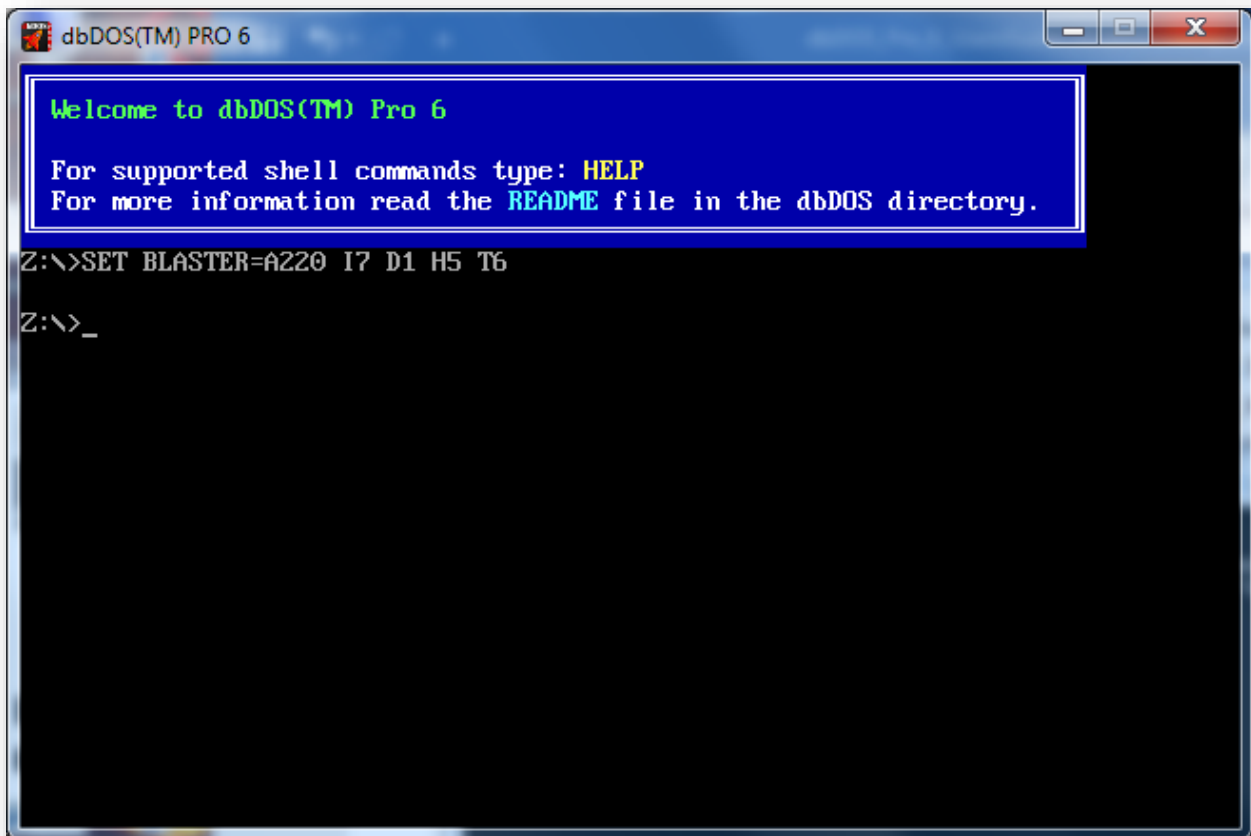 dbDOS(TM) PRO 6
Welcome to dbDOS(TM) Pro 6
For supported shell commands type: HELP
For more information read the README file in the dbDOS directory.
Z:\>SET BLASTER=A220 I7 D1 H5 T6
Z:\>_